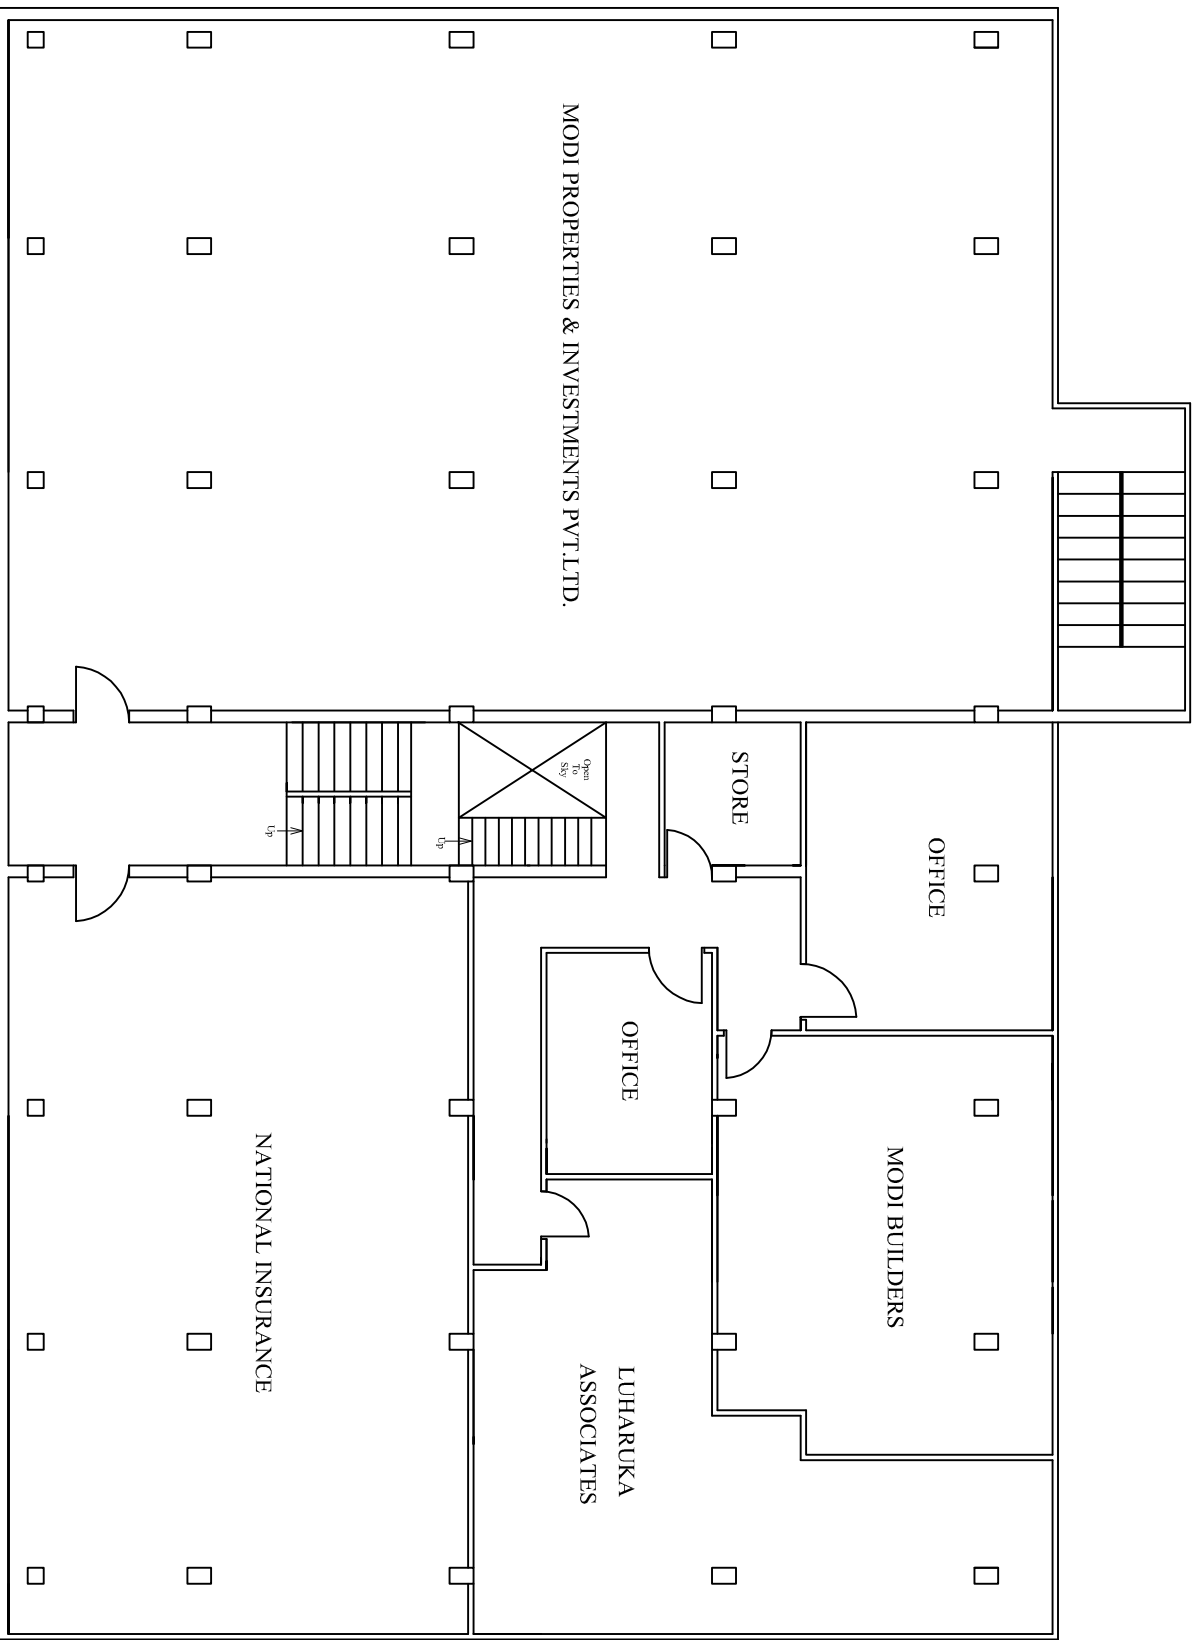 MODI PROPERTIES & INVESTMENTS PVT.LTD.
Open
To
Sky
STORE
OFFICE
Up
Up
OFFICE
MODI BUILDERS
NATIONAL INSURANCE
LUHARUKA
ASSOCIATES